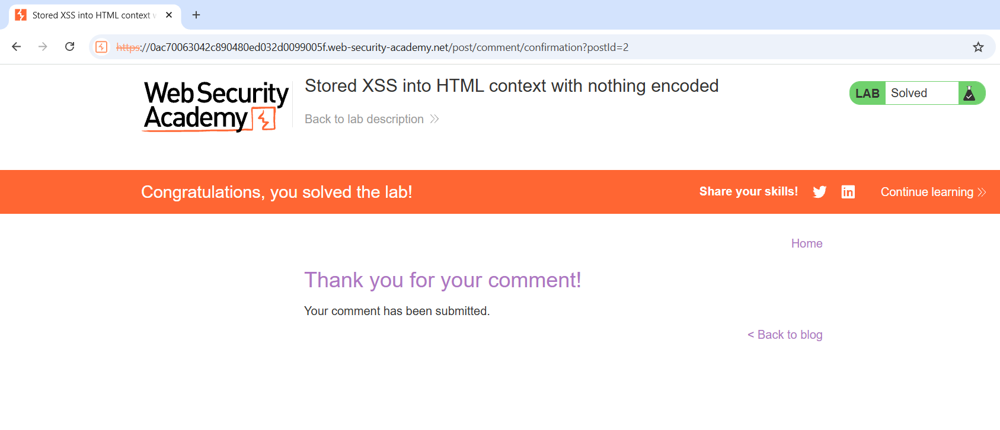 Stored XSS into HTML context w
https://0ac70063042c890480ed032d0099005f.web-security-academy.net/post/comment/confirmation?postId=2
Web Security
Academy
Stored XSS into HTML context with nothing encoded
Back to lab description
LAB Solved
Congratulations, you solved the lab!
Share your skills!
Continue learning
Home
Thank you for your comment!
Your comment has been submitted.
< Back to blog